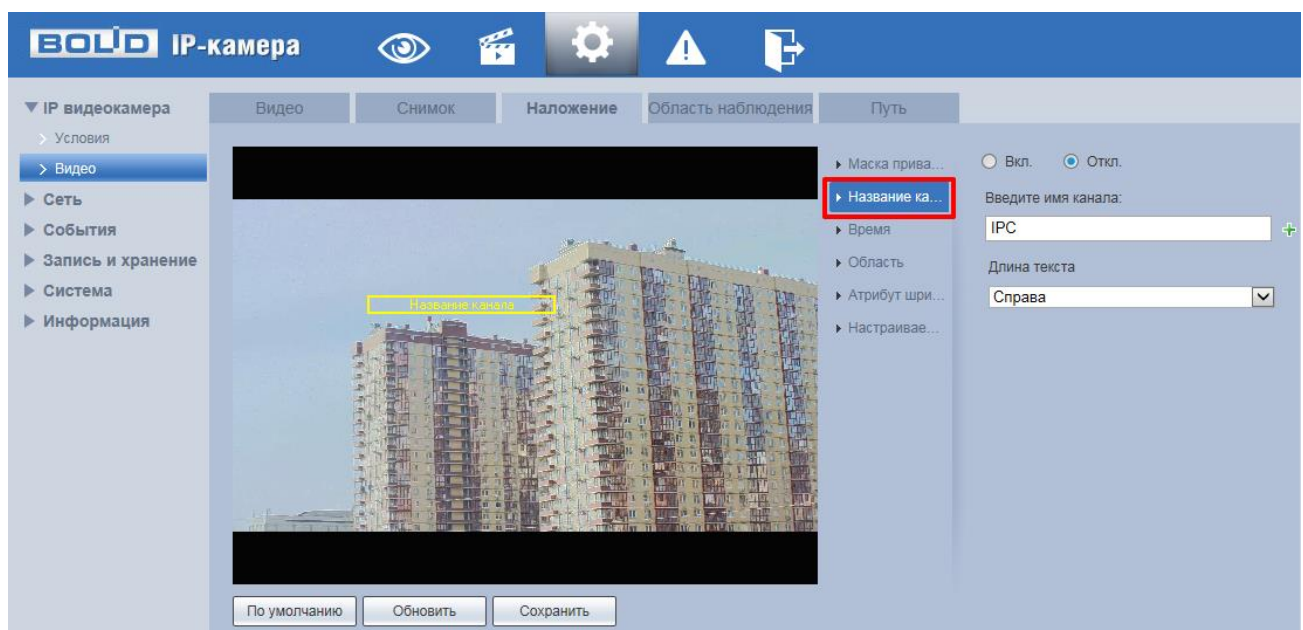 BOLID IP-камера
IP видеокамера
Условия
Видео
Сеть
События
Запись и хранение
Система
Информация
Видео Снимок Наложение Область наблюдения Путь
Название канала
Маска прива...
Название ка...
Время
Область
Атрибут шри...
Настраивае...
Вкл. Откл.
Введите имя канала:
IPC
Длина текста
Справа
По умолчанию Обновить Сохранить